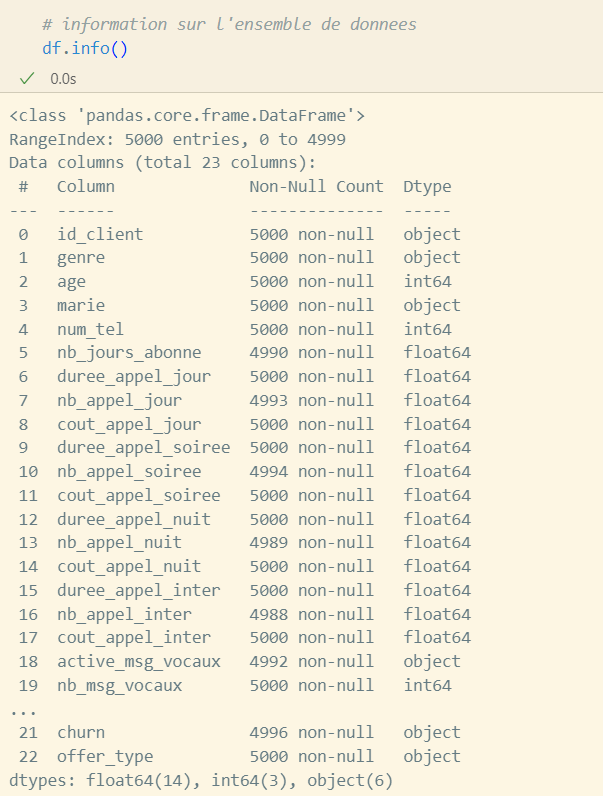 # information sur l'ensemble de donnees
df.info()
✓ 0.0s
<class 'pandas.core.frame.DataFrame'>
RangeIndex: 5000 entries, 0 to 4999
Data columns (total 23 columns):
 #   Column              Non-Null Count  Dtype
---  ------              --------------  -----
 0   id_client           5000 non-null   object
 1   genre               5000 non-null   object
 2   age                 5000 non-null   int64
 3   marie               5000 non-null   object
 4   num_tel             5000 non-null   int64
 5   nb_jours_abonne     4990 non-null   float64
 6   duree_appel_jour    5000 non-null   float64
 7   nb_appel_jour       4993 non-null   float64
 8   cout_appel_jour     5000 non-null   float64
 9   duree_appel_soiree  5000 non-null   float64
 10  nb_appel_soiree     4994 non-null   float64
 11  cout_appel_soiree   5000 non-null   float64
 12  duree_appel_nuit    5000 non-null   float64
 13  nb_appel_nuit       4989 non-null   float64
 14  cout_appel_nuit     5000 non-null   float64
 15  duree_appel_inter   5000 non-null   float64
 16  nb_appel_inter      4988 non-null   float64
 17  cout_appel_inter    5000 non-null   float64
 18  active_msg_vocaux   4992 non-null   object
 19  nb_msg_vocaux       5000 non-null   int64
...
 21  churn               4996 non-null   object
 22  offer_type          5000 non-null   object
dtypes: float64(14), int64(3), object(6)